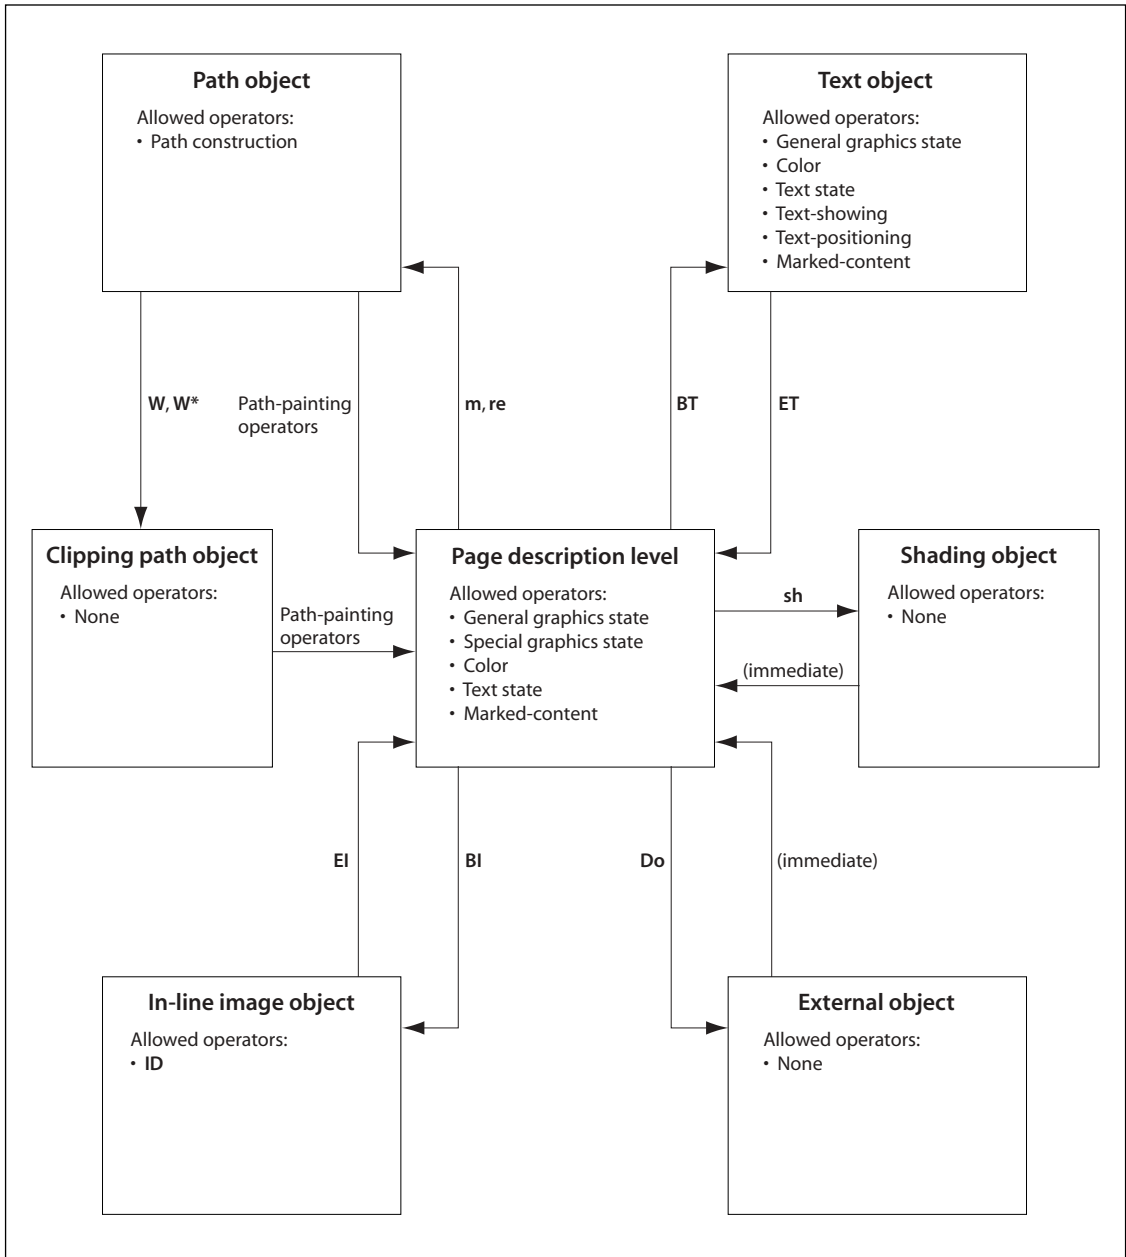 Path object
Allowed operators:
• Path construction
Text object
Allowed operators:
• General graphics state
• Color
• Text state
• Text-showing
• Text-positioning
• Marked-content
W, W*
Path-painting
operators
m, re
BT
ET
Clipping path object
Allowed operators:
• None
Path-painting
operators
Page description level
Allowed operators:
• General graphics state
• Special graphics state
• Color
• Text state
• Marked-content
sh
(immediate)
Shading object
Allowed operators:
• None
EI
BI
Do
(immediate)
In-line image object
Allowed operators:
• ID
External object
Allowed operators:
• None